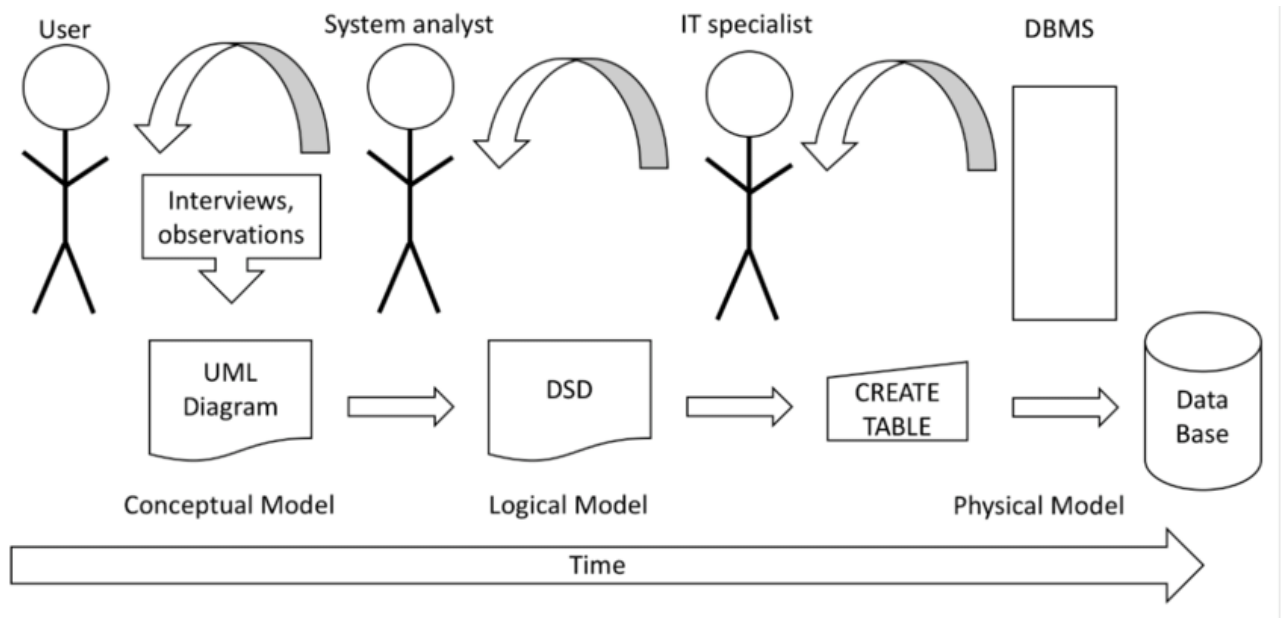 User
System analyst
IT specialist
DBMS
Interviews,
observations
UML
Diagram
DSD
CREATE
TABLE
Data
Base
Conceptual Model
Logical Model
Physical Model
Time